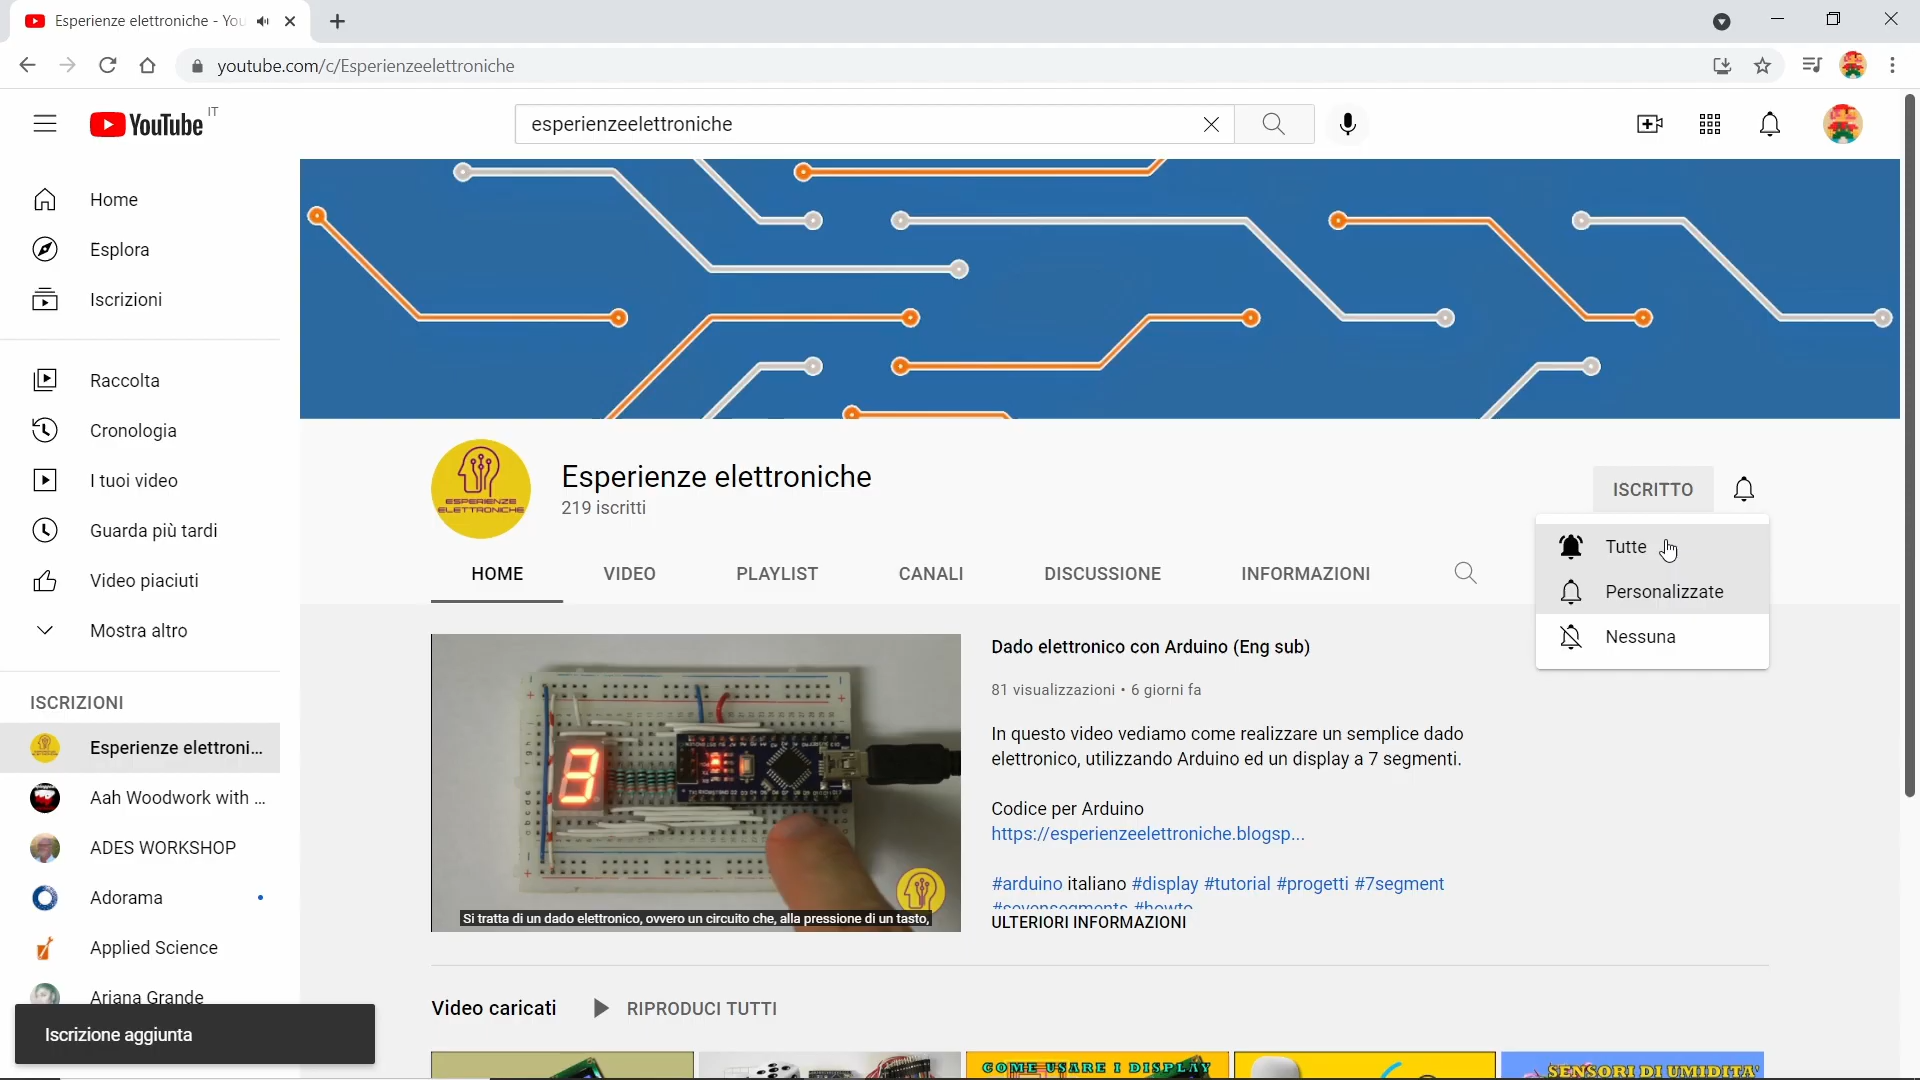 Esperienze elettroniche - You
youtube.com/c/Esperienzeelettroniche
YouTube IT
esperienzeelettroniche
Home
Esplora
Iscrizioni
Raccolta
Cronologia
I tuoi video
Guarda più tardi
Video piaciuti
Mostra altro
ISCRIZIONI
Esperienze elettroni...
Aah Woodwork with ...
ADES WORKSHOP
Adorama
Applied Science
Ariana Grande
Iscrizione aggiunta
ESPERIENZE
ELETTRONICHE
Esperienze elettroniche
219 iscritti
ISCRITTO
Tutte
Personalizzate
Nessuna
HOME VIDEO PLAYLIST CANALI DISCUSSIONE INFORMAZIONI
3
Si tratta di un dado elettronico, ovvero un circuito che, alla pressione di un tasto,
Dado elettronico con Arduino (Eng sub)
81 visualizzazioni • 6 giorni fa
In questo video vediamo come realizzare un semplice dado
elettronico, utilizzando Arduino ed un display a 7 segmenti.
Codice per Arduino
https://esperienzeelettroniche.blogsp...
#arduino italiano #display #tutorial #progetti #7segment
#sevensegments #howto
ULTERIORI INFORMAZIONI
Video caricati RIPRODUCI TUTTI
COME USARE I DISPLAY
SENSORI DI UMIDITA'